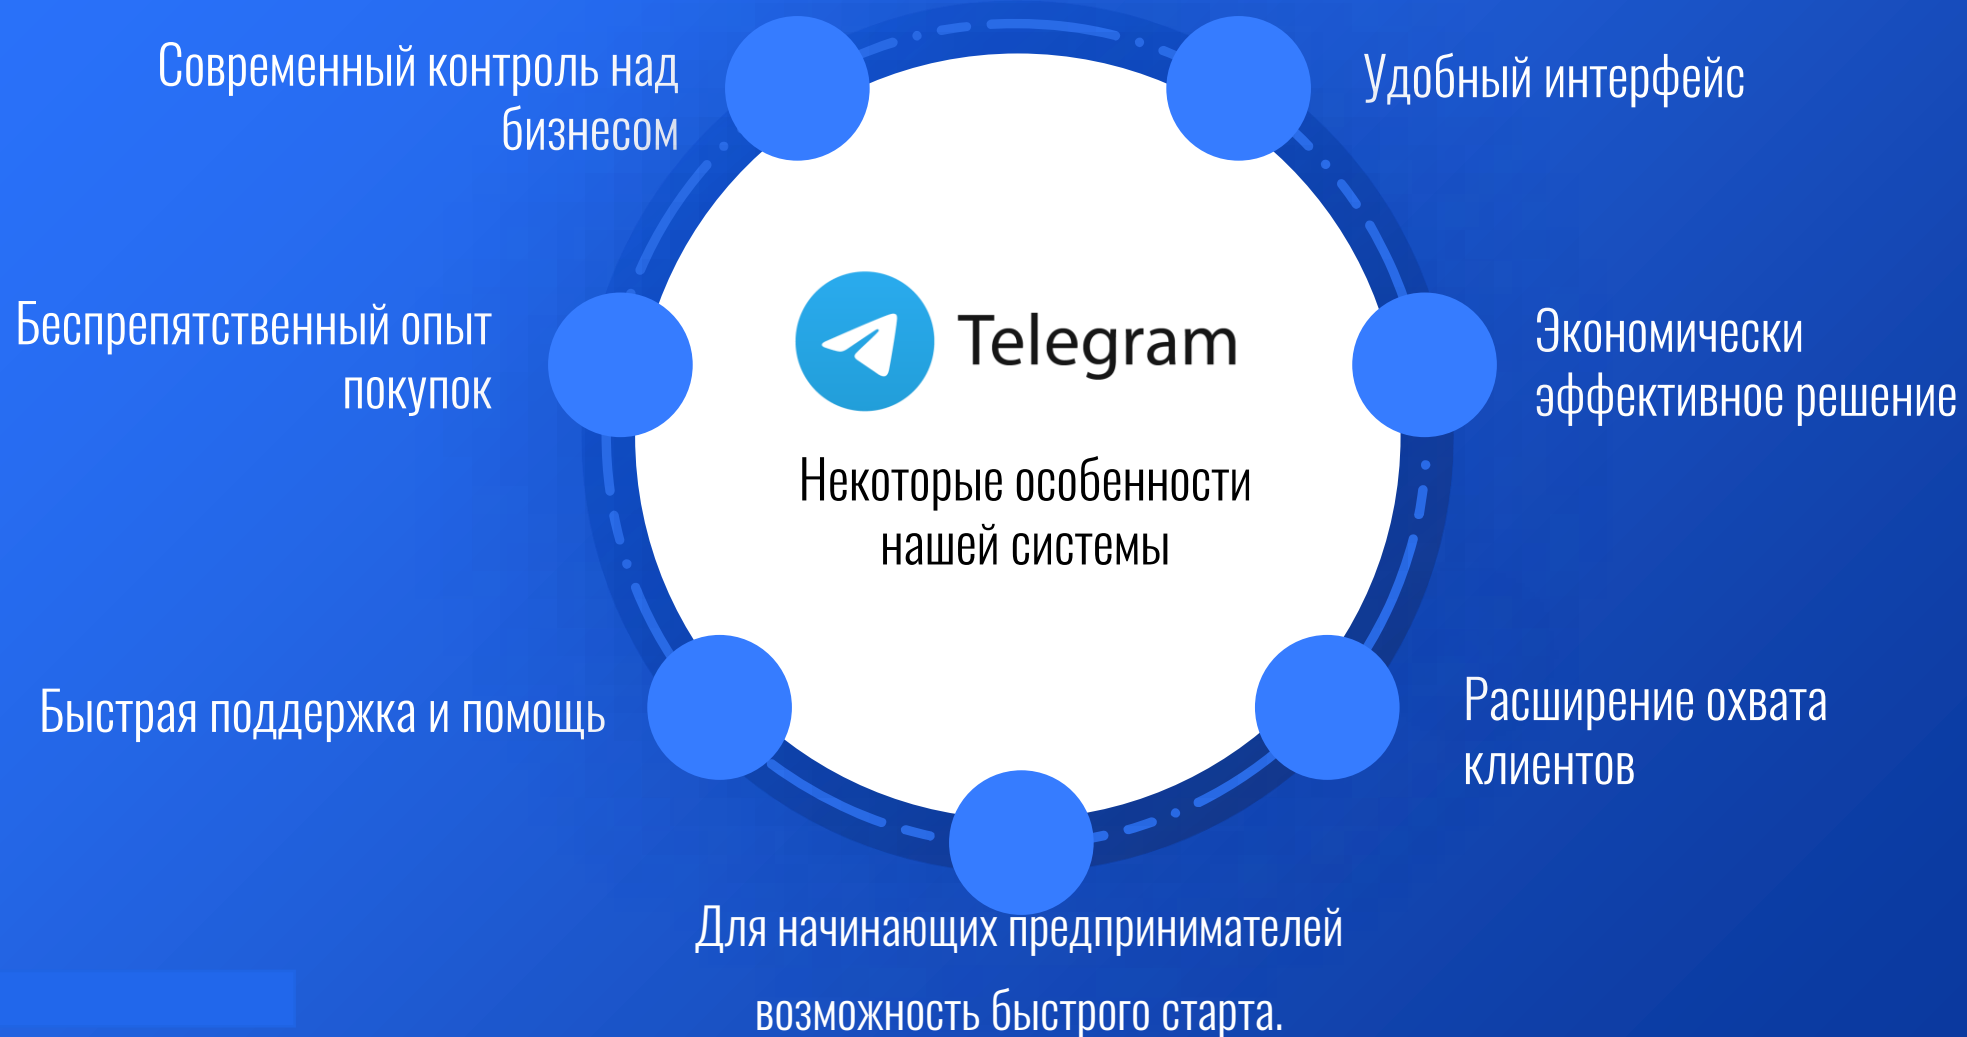 Современный контроль над
бизнесом
Удобный интерфейс
Беспрепятственный опыт
покупок
Telegram
Экономически
эффективное решение
Некоторые особенности
нашей системы
Быстрая поддержка и помощь
Расширение охвата
клиентов
Для начинающих предпринимателей
возможность быстрого старта.